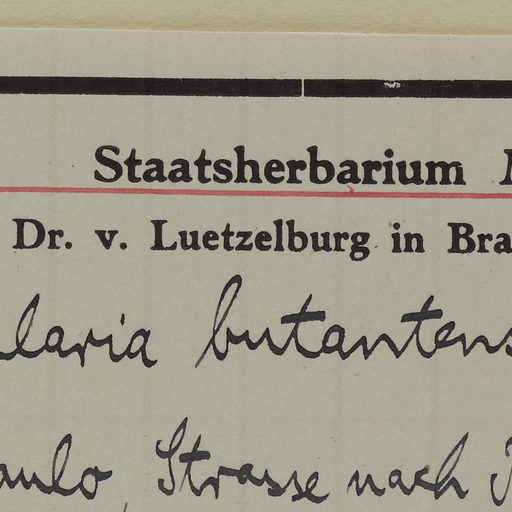 Staatsherbarium
Dr. v. Luetzelburg in Bra
laria butantens
aulo, Strasse nach